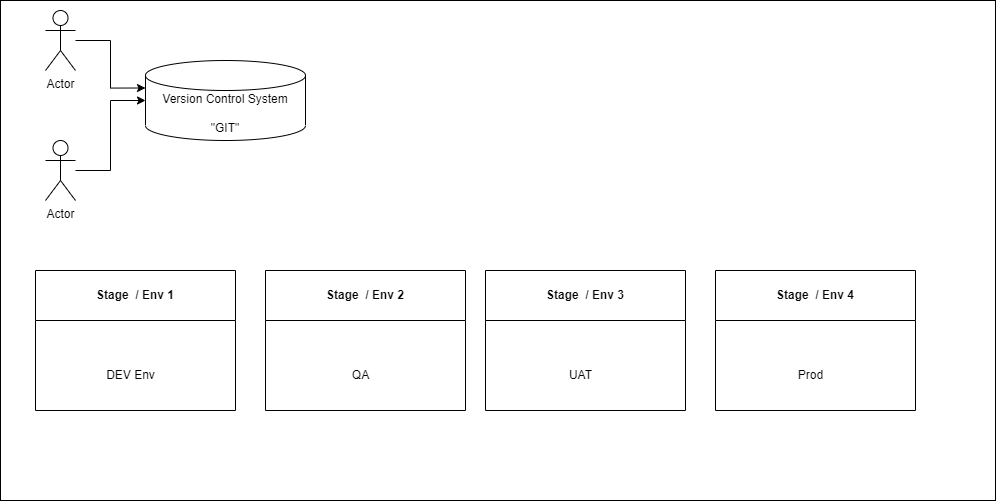 Actor
Version Control System
"GIT"
Actor
Stage / Env 1
Stage / Env 2
Stage / Env 3
Stage / Env 4
DEV Env
QA
UAT
Prod